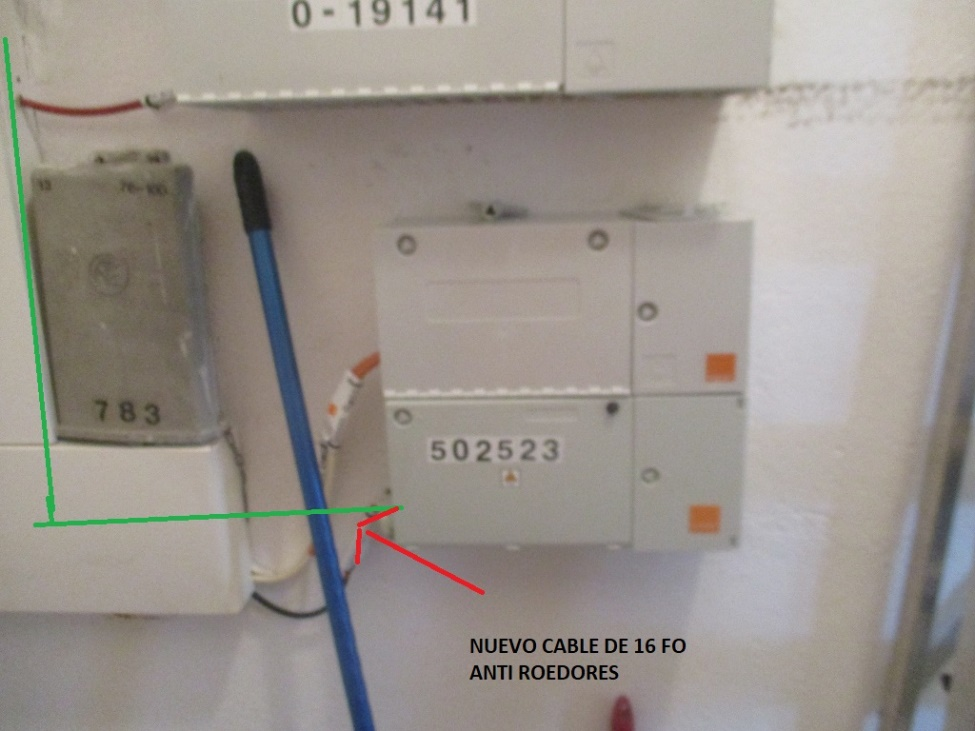 0-19141
13 76-100
783
502523
NUEVO CABLE DE 16 FO
ANTI ROEDORES